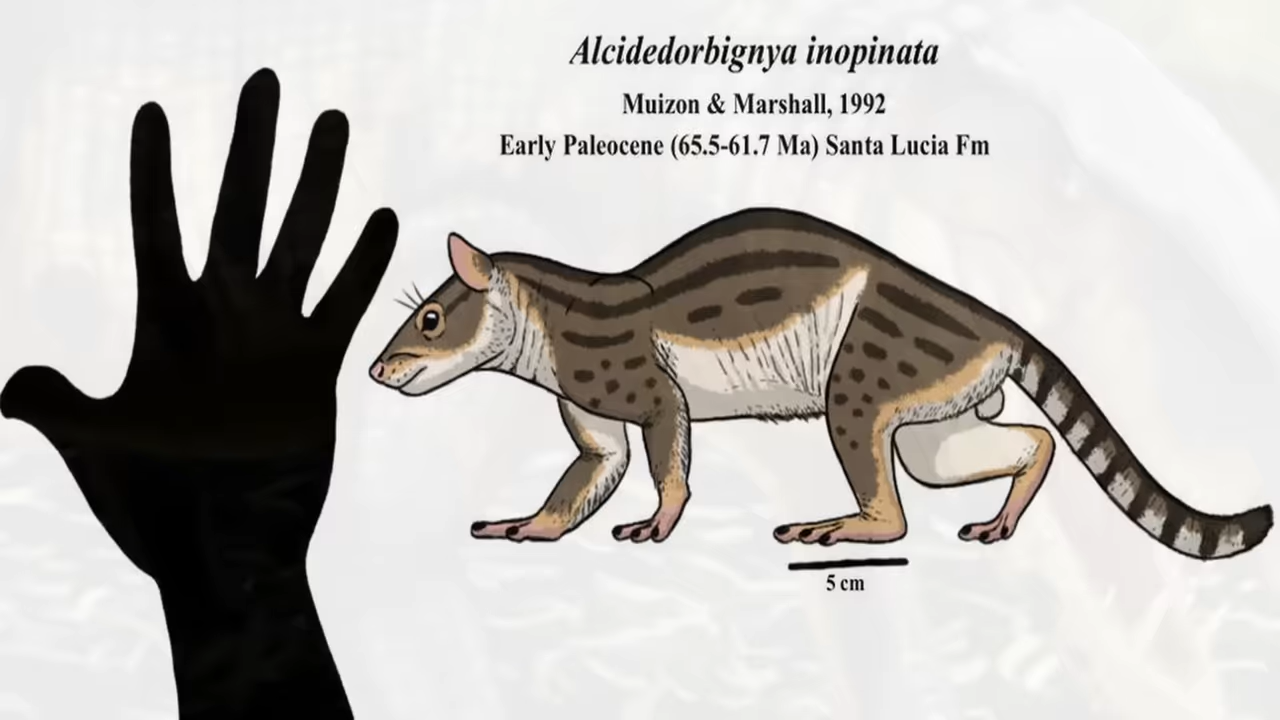 Alcidedorbignya inopinata
Muizon & Marshall, 1992
Early Paleocene (65.5-61.7 Ma) Santa Lucia Fm
5 cm